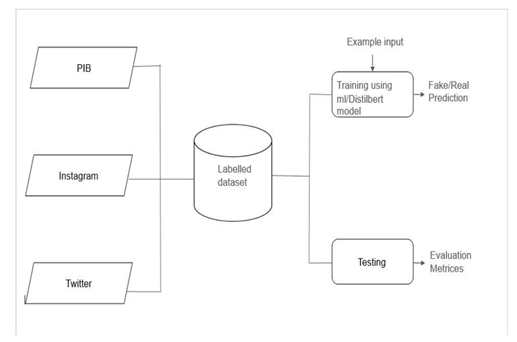 PIB
Instagram
Twitter
Labelled
dataset
Example input
Training using
ml/Distilbert
model
Fake/Real
Prediction
Testing
Evaluation
Metrices